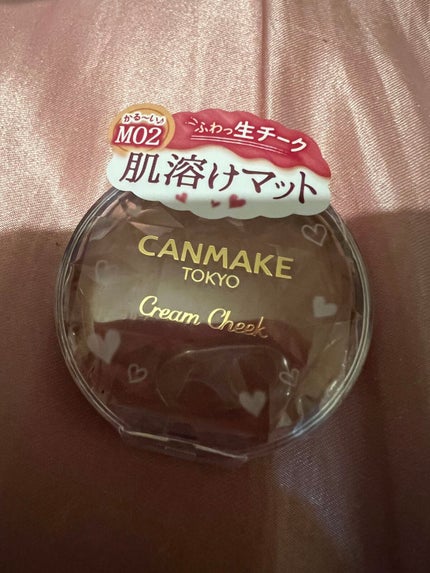 かる〜い♪
M02
ふわっ生チーク
肌溶けマット
CANMAKE
TOKYO
Cream Cheek